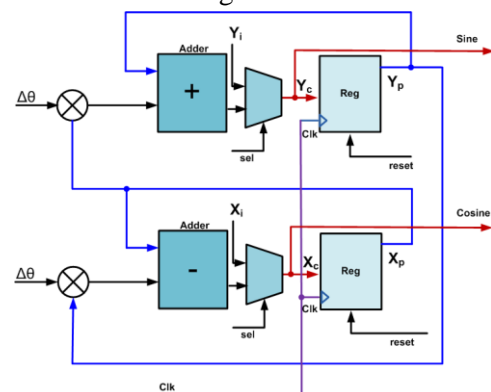 Sine
Adder
Yi
Yc
Reg
Yp
Δθ
+
sel
Clk
reset
Cosine
Adder
Xi
Xc
Reg
Xp
Δθ
-
sel
Clk
reset
Clk